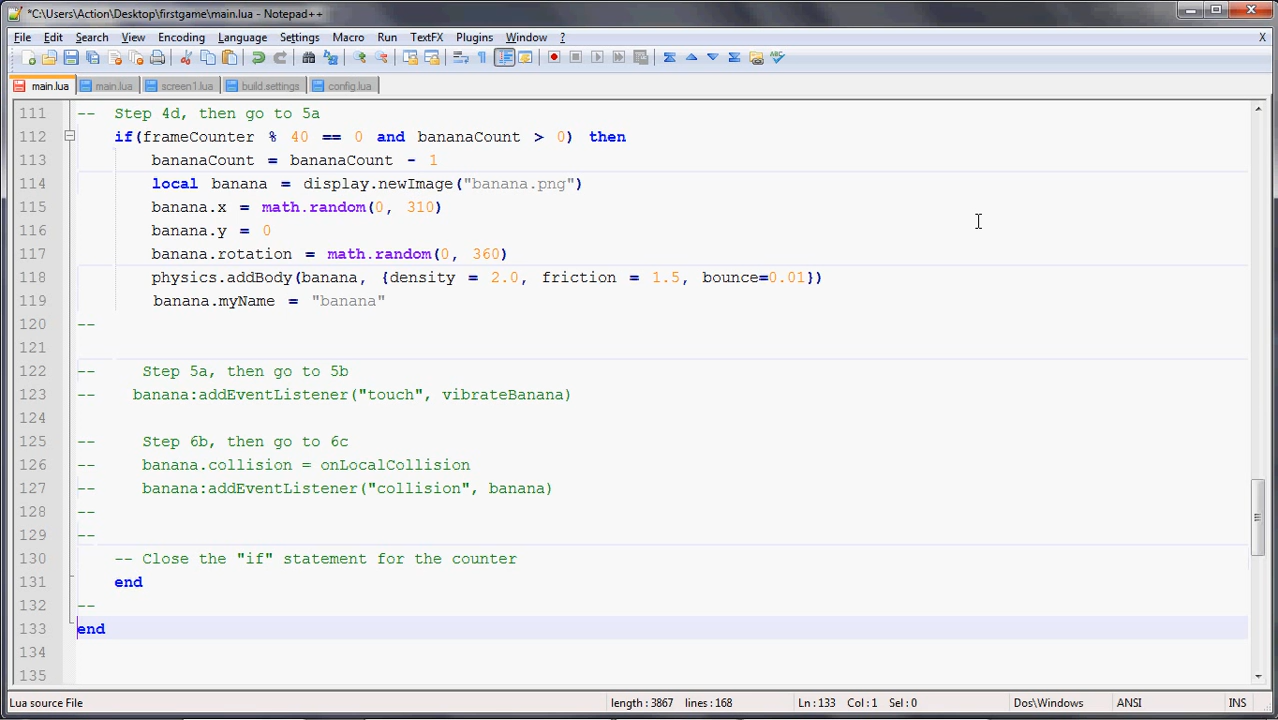 *C:\Users\Action\Desktop\firstgame\main.lua - Notepad++
File Edit Search View Encoding Language Settings Macro Run TextFX Plugins Window ? X
main.lua main.lua screen1.lua build.settings config.lua
111 -- Step 4d, then go to 5a
112 if(frameCounter % 40 == 0 and bananaCount > 0) then
113 bananaCount = bananaCount - 1
114 local banana = display.newImage("banana.png")
115 banana.x = math.random(0, 310)
116 banana.y = 0
117 banana.rotation = math.random(0, 360)
118 physics.addBody(banana, {density = 2.0, friction = 1.5, bounce=0.01})
119 banana.myName = "banana"
120 --
121
122 -- Step 5a, then go to 5b
123 -- banana:addEventListener("touch", vibrateBanana)
124
125 -- Step 6b, then go to 6c
126 -- banana.collision = onLocalCollision
127 -- banana:addEventListener("collision", banana)
128 --
129 --
130 -- Close the "if" statement for the counter
131 end
132 --
133 end
134
135
Lua source File length : 3867 lines : 168 Ln : 133 Col : 1 Sel : 0 Dos\Windows ANSI INS